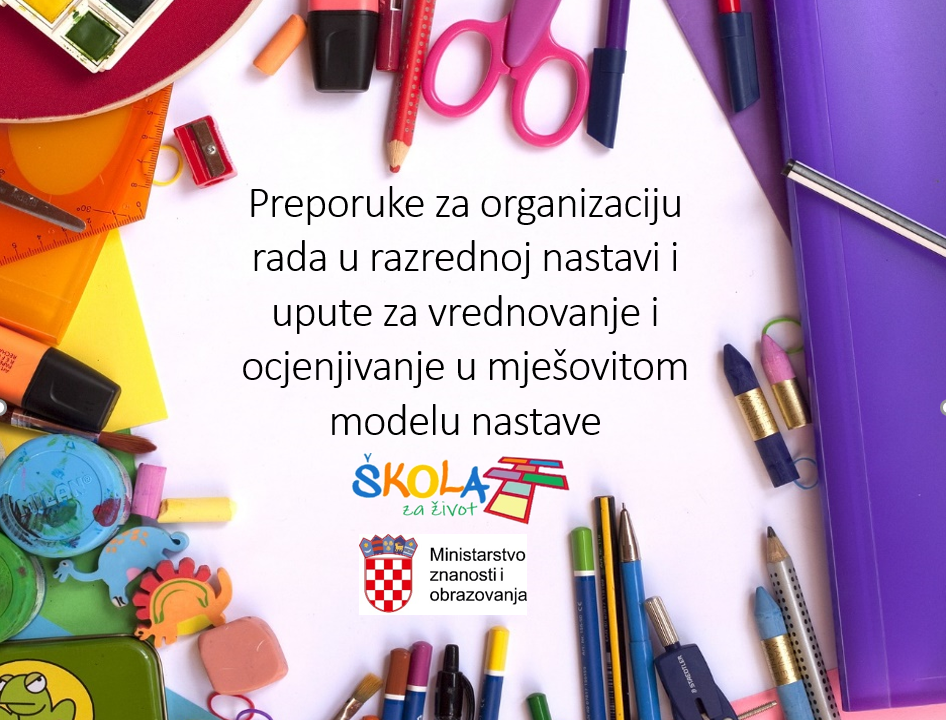 Preporuke za organizaciju
rada u razrednoj nastavi i
upute za vrednovanje i
ocjenjivanje u mješovitom
modelu nastave
ŠKOLA
za život
Ministarstvo
znanosti i
obrazovanja
STAEDTLER